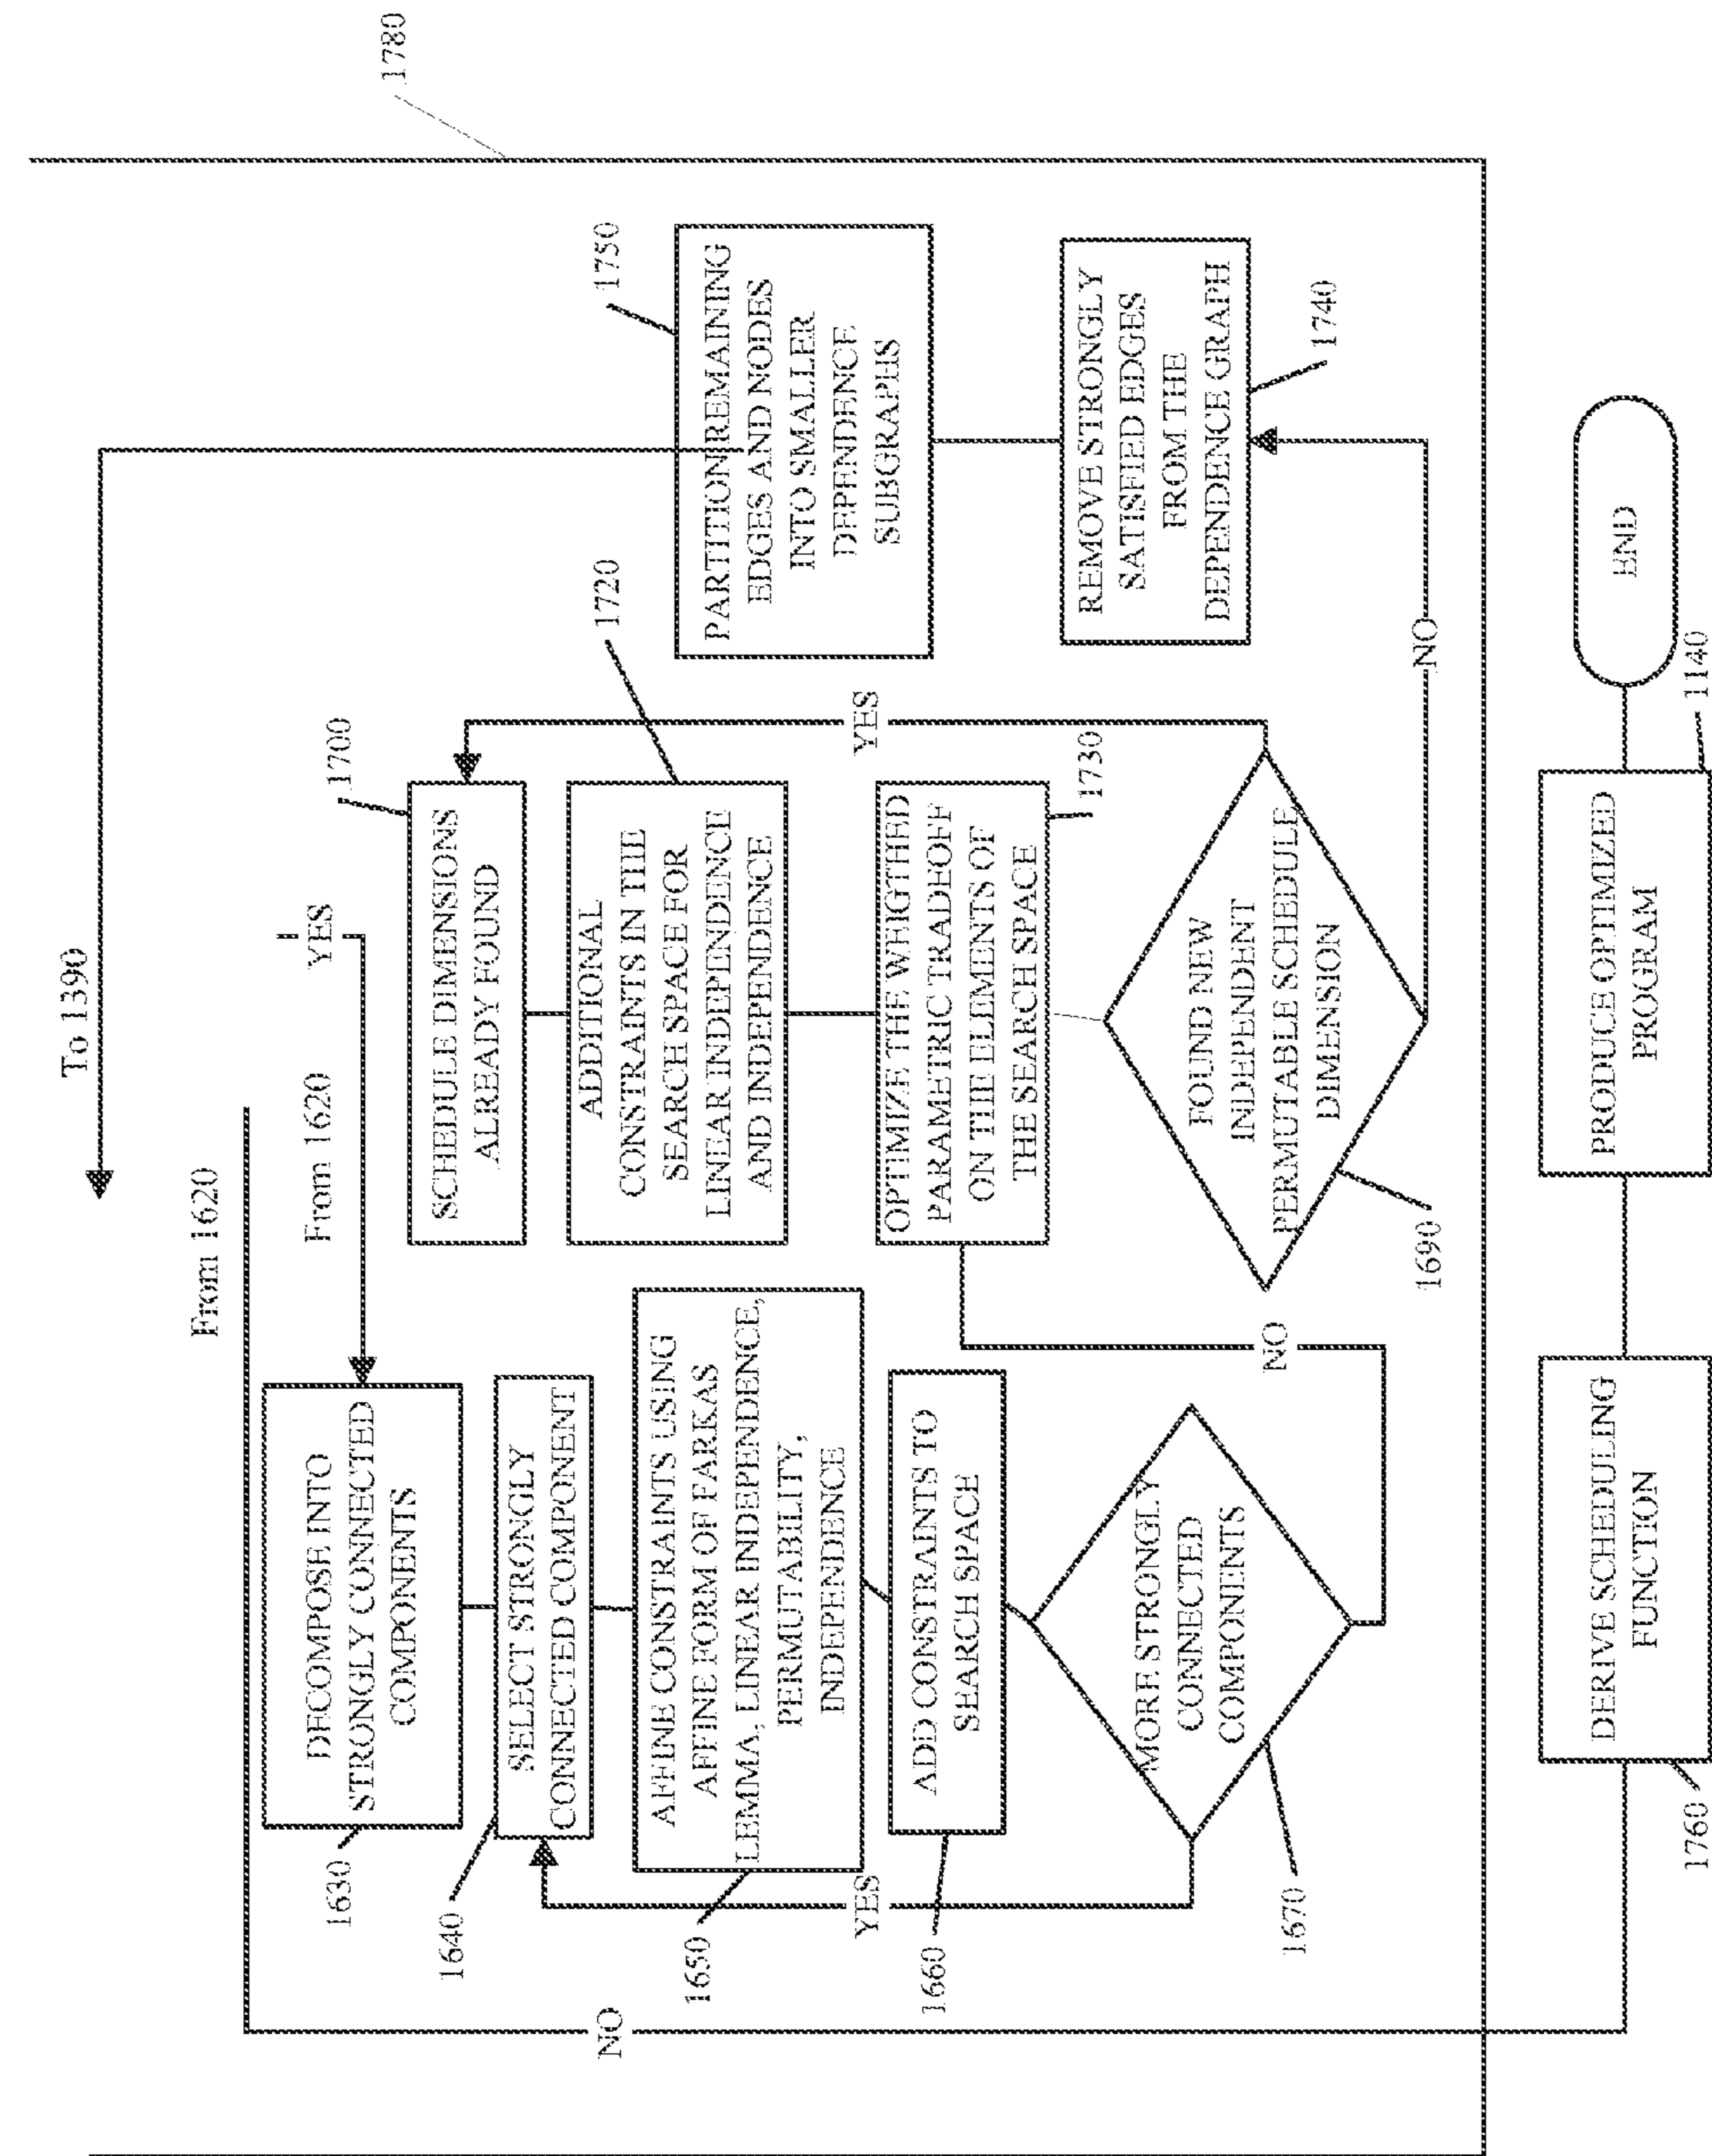 To 1390
1780
From 1620
From 1620
YES
NO
DECOMPOSE INTO
STRONGLY CONNECTED
COMPONENTS
1630
SELECT STRONGLY
CONNECTED COMPONENT
1640
AFFINE CONSTRAINTS USING
AFFINE FORM OF FARKAS
LEMMA, LINEAR INDEPENDENCE,
PERMUTABILITY,
INDEPENDENCE
1650
YES
ADD CONSTRAINTS TO
SEARCH SPACE
1660
MORE STRONGLY
CONNECTED
COMPONENTS
1670
NO
SCHEDULE DIMENSIONS
ALREADY FOUND
1700
ADDITIONAL
CONSTRAINTS IN THE
SEARCH SPACE FOR
LINEAR INDEPENDENCE
AND INDEPENDENCE
1720
YES
OPTIMIZE THE WEIGTHED
PARAMETRIC TRADEOFF
ON THE ELEMENTS OF
THE SEARCH SPACE
1730
FOUND NEW
INDEPENDENT
PERMUTABLE SCHEDULE
DIMENSION
1690
NO
PARTITION REMAINING
EDGES AND NODES
INTO SMALLER
DEPENDENCE
SUBGRAPHS
1750
REMOVE STRONGLY
SATISFIED EDGES
FROM THE
DEPENDENCE GRAPH
1740
DERIVE SCHEDULING
FUNCTION
1760
PRODUCE OPTIMIZED
PROGRAM
1140
END